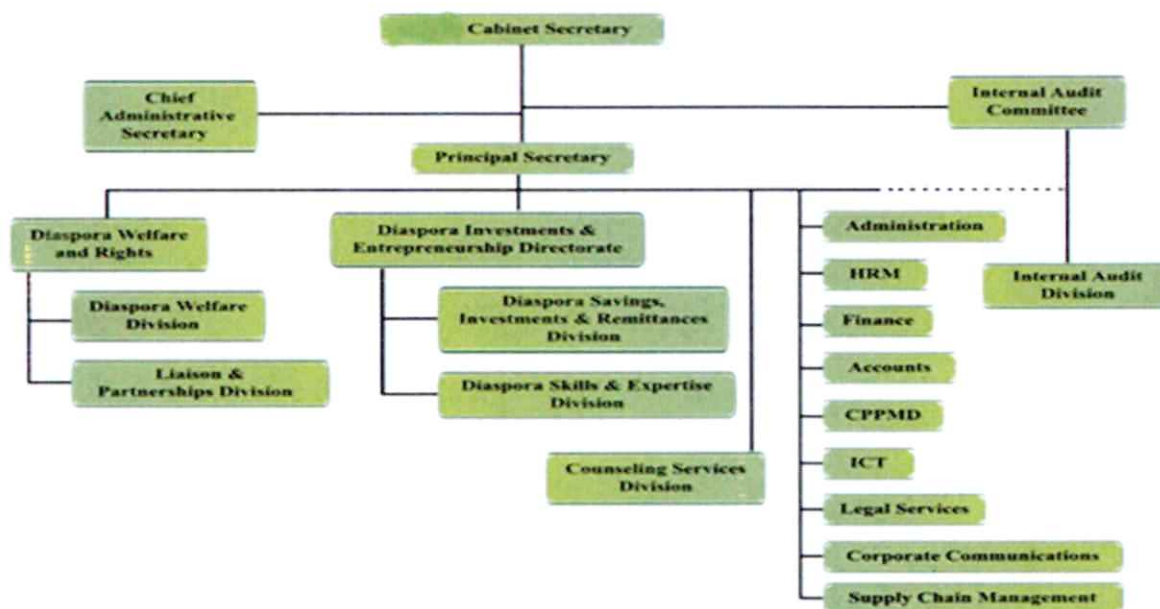 Cabinet Secretary
Chief
Administrative
Secretary
Internal Audit
Committee
Principal Secretary
Diaspora Welfare
and Rights
Diaspora Welfare
Division
Liaison &
Partnerships Division
Diaspora Investments &
Entrepreneurship Directorate
Diaspora Savings,
Investments & Remittances
Division
Diaspora Skills & Expertise
Division
Counseling Services
Division
Administration
HRM
Finance
Accounts
CPPMD
ICT
Legal Services
Corporate Communications
Supply Chain Management
Internal Audit
Division